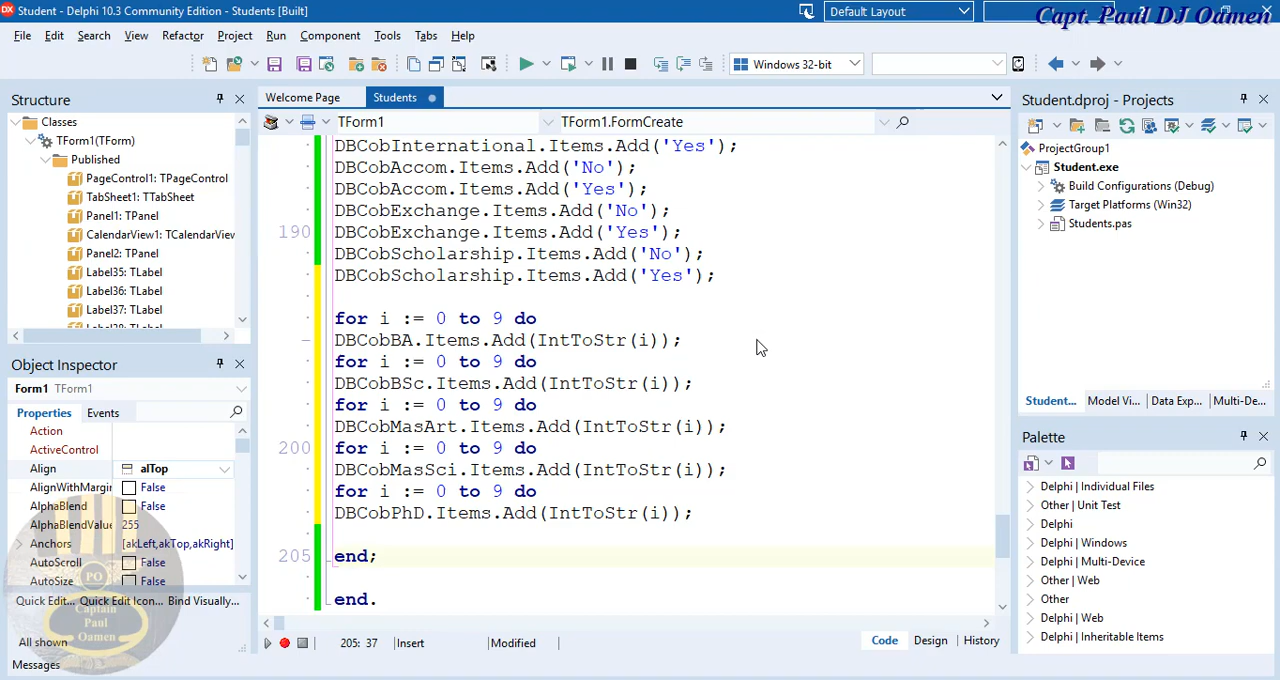 Student - Delphi 10.3 Community Edition - Students [Built]
Default Layout
Capt. Paul DJ Oamen
File Edit Search View Refactor Project Run Component Tools Tabs Help
Windows 32-bit
Structure
Classes
TForm1(TForm)
Published
PageControl1: TPageControl
TabSheet1: TTabSheet
Panel1: TPanel
CalendarView1: TCalendarView
Panel2: TPanel
Label35: TLabel
Label36: TLabel
Label37: TLabel
Label38: TLabel
Object Inspector
Form1 TForm1
Properties Events
Action
ActiveControl
Align alTop
AlignWithMargin False
AlphaBlend False
AlphaBlendValue 255
Anchors [akLeft,akTop,akRight]
AutoScroll False
AutoSize False
Quick Edit... Quick Edit Icon... Bind Visually...
All shown
Messages
PO
Captain
Paul
Oamen
Welcome Page Students
TForm1 TForm1.FormCreate
DBCobInternational.Items.Add('Yes');
DBCobAccom.Items.Add('No');
DBCobAccom.Items.Add('Yes');
DBCobExchange.Items.Add('No');
190 DBCobExchange.Items.Add('Yes');
DBCobScholarship.Items.Add('No');
DBCobScholarship.Items.Add('Yes');
for i := 0 to 9 do
DBCobBA.Items.Add(IntToStr(i));
for i := 0 to 9 do
DBCobBSc.Items.Add(IntToStr(i));
for i := 0 to 9 do
DBCobMasArt.Items.Add(IntToStr(i));
200 for i := 0 to 9 do
DBCobMasSci.Items.Add(IntToStr(i));
for i := 0 to 9 do
DBCobPhD.Items.Add(IntToStr(i));
205 end;
end.
205: 37 Insert Modified
Code Design History
Student.dproj - Projects
ProjectGroup1
Student.exe
Build Configurations (Debug)
Target Platforms (Win32)
Students.pas
Student... Model Vi... Data Exp... Multi-De...
Palette
Delphi | Individual Files
Other | Unit Test
Delphi
Delphi | Windows
Delphi | Multi-Device
Other | Web
Other
Delphi | Web
Delphi | Inheritable Items